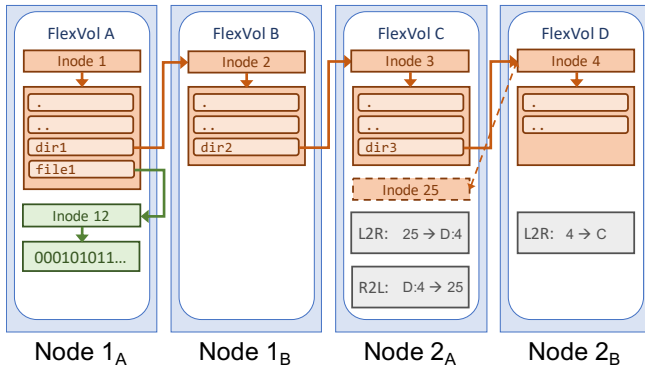 FlexVol A
Inode 1
.
..
dir1
file1
Inode 12
000101011...
Node 1A
FlexVol B
Inode 2
.
..
dir2
Node 1B
FlexVol C
Inode 3
.
..
dir3
Inode 25
L2R: 25 → D:4
R2L: D:4 → 25
Node 2A
FlexVol D
Inode 4
.
..
L2R: 4 → C
Node 2B